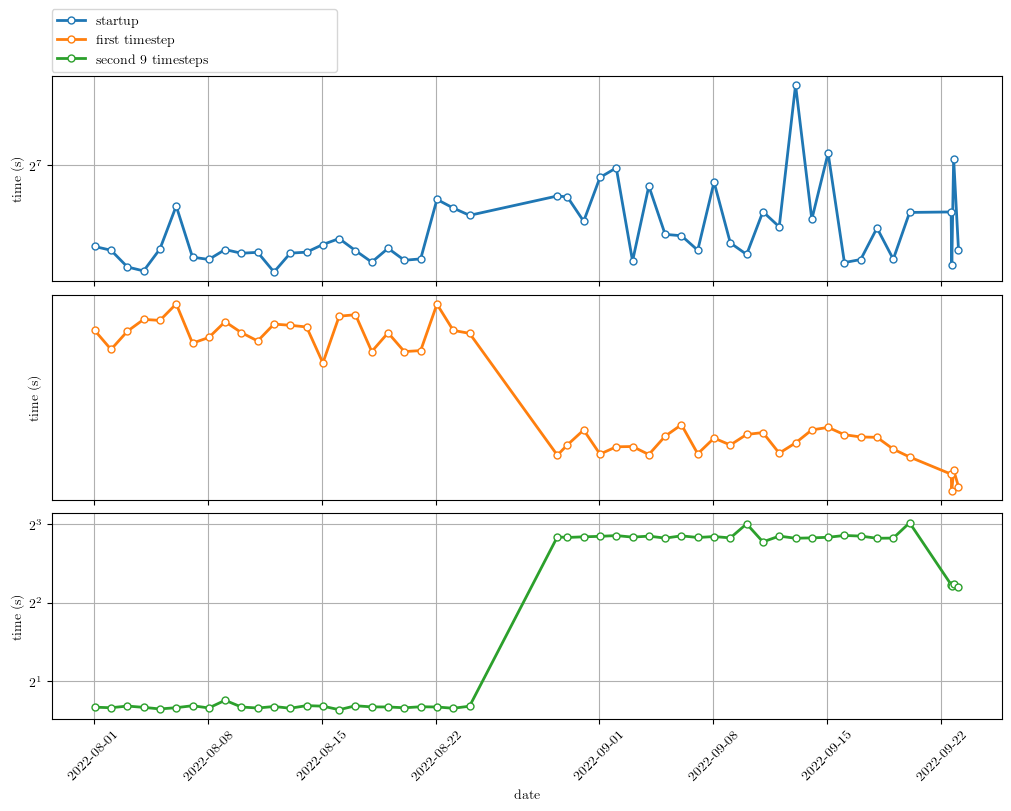 startup
first timestep
second 9 timesteps
time (s)
2^7
time (s)
2^3
2^2
time (s)
2^1
2022-08-01
2022-08-08
2022-08-15
2022-08-22
2022-09-01
2022-09-08
2022-09-15
2022-09-22
date